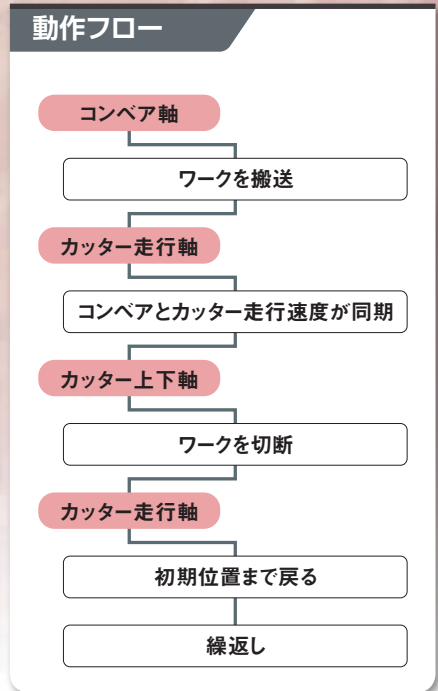 動作フロー
コンベア軸
ワークを搬送
カッター走行軸
コンベアとカッター走行速度が同期
カッター上下軸
ワークを切断
カッター走行軸
初期位置まで戻る
繰返し